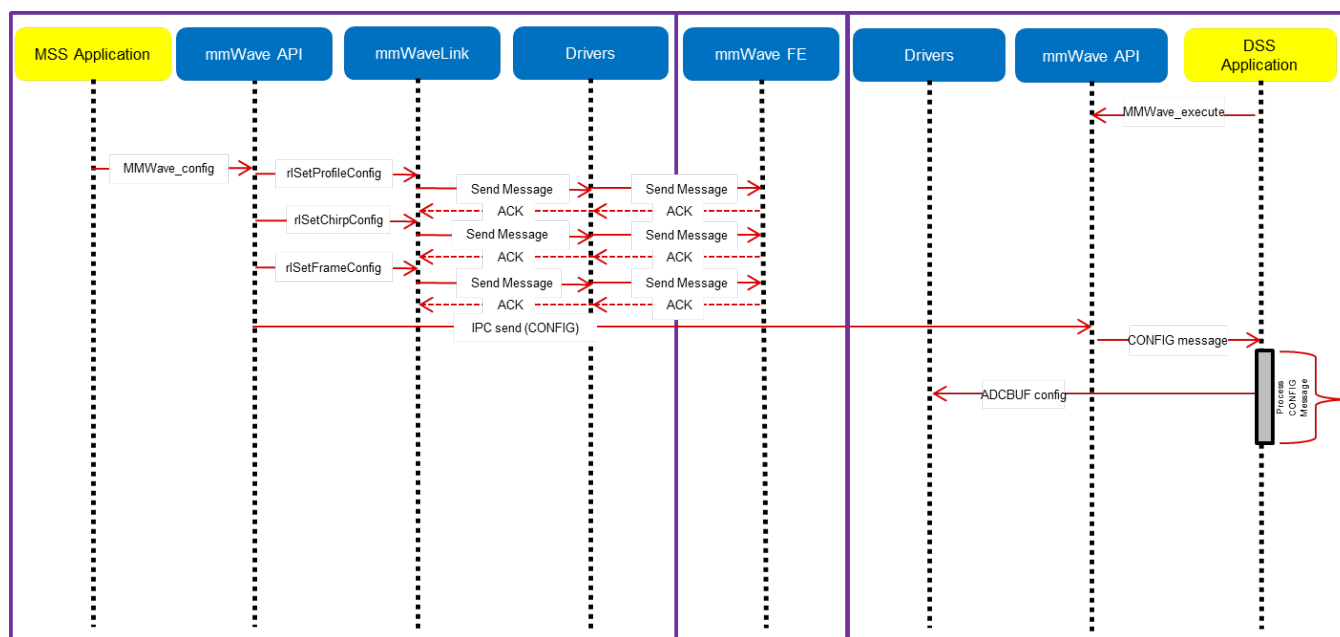 MSS Application
mmWave API
mmWaveLink
Drivers
mmWave FE
Drivers
mmWave API
DSS
Application
MMWave_execute
MMWave_config
rlSetProfileConfig
Send Message
Send Message
ACK
ACK
rlSetChirpConfig
Send Message
Send Message
ACK
ACK
rlSetFrameConfig
Send Message
Send Message
ACK
ACK
IPC send (CONFIG)
CONFIG message
Process
CONFIG
Message
ADCBUF config